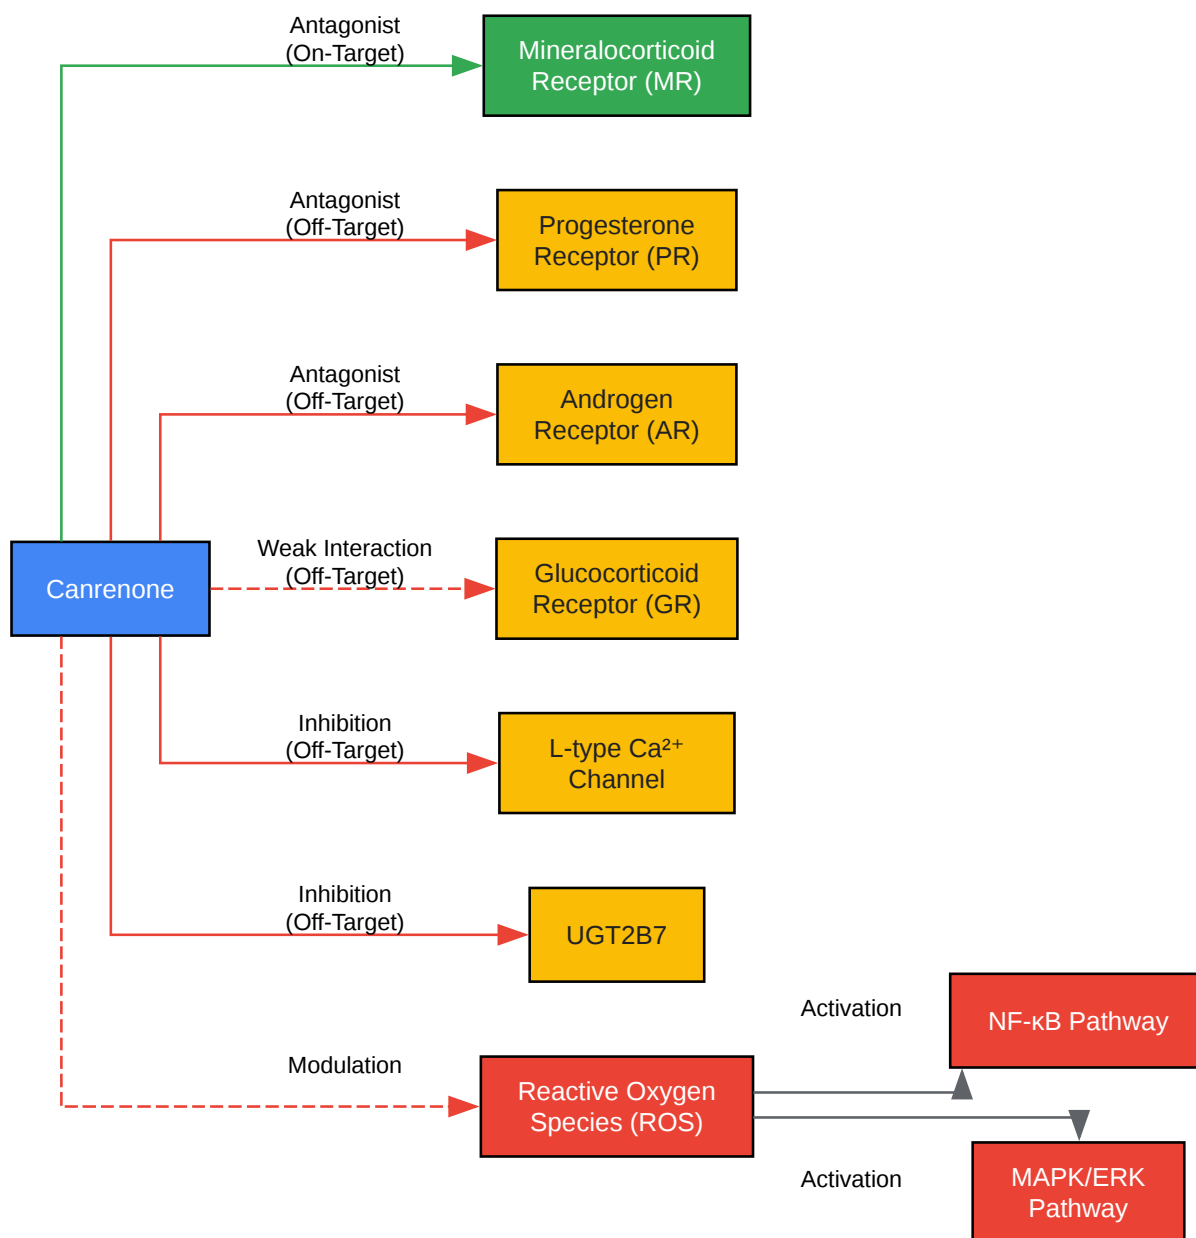 Antagonist
(On-Target)
Mineralocorticoid
Receptor (MR)
Antagonist
(Off-Target)
Progesterone
Receptor (PR)
Antagonist
(Off-Target)
Androgen
Receptor (AR)
Canrenone
Weak Interaction
(Off-Target)
Glucocorticoid
Receptor (GR)
Inhibition
(Off-Target)
L-type Ca²⁺
Channel
Inhibition
(Off-Target)
UGT2B7
Modulation
Reactive Oxygen
Species (ROS)
Activation
NF-κB Pathway
Activation
MAPK/ERK
Pathway